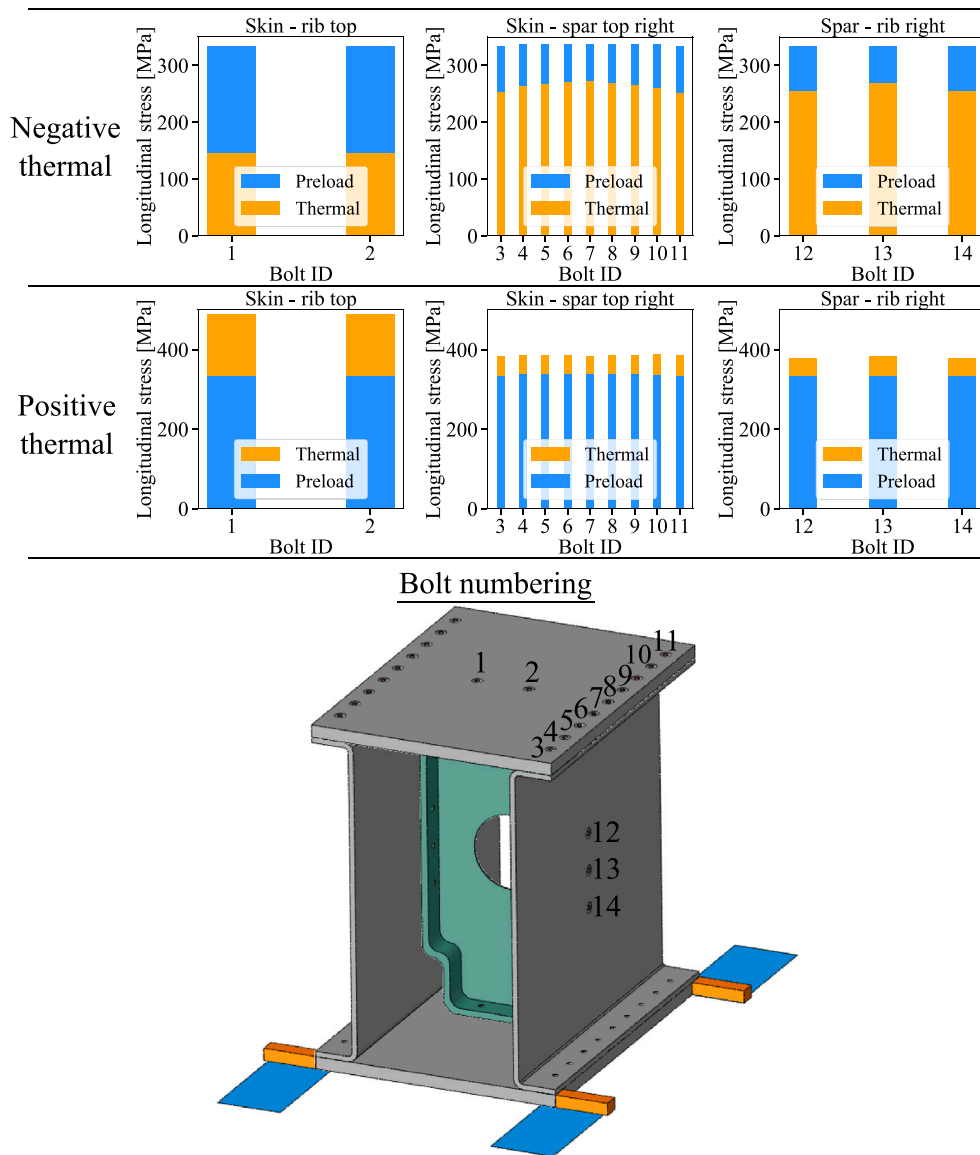 Negative
thermal
Skin - rib top
Longitudinal stress [MPa]
300
200
100
0
Preload
Thermal
1 2
Bolt ID
Skin - spar top right
Longitudinal stress [MPa]
300
200
100
0
Preload
Thermal
3 4 5 6 7 8 9 10 11
Bolt ID
Spar - rib right
Longitudinal stress [MPa]
300
200
100
0
Preload
Thermal
12 13 14
Bolt ID
Positive
thermal
Skin - rib top
Longitudinal stress [MPa]
400
200
0
Thermal
Preload
1 2
Bolt ID
Skin - spar top right
Longitudinal stress [MPa]
400
200
0
Thermal
Preload
3 4 5 6 7 8 9 10 11
Bolt ID
Spar - rib right
Longitudinal stress [MPa]
400
200
0
Thermal
Preload
12 13 14
Bolt ID
Bolt numbering
1
2
3
4
5
6
7
8
9
10
11
12
13
14